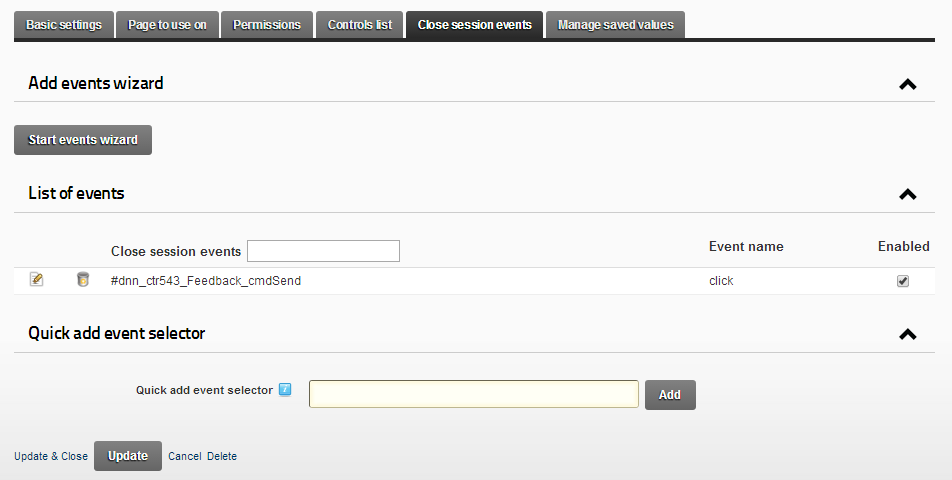 Basic settings Page to use on Permissions Controls list Close session events Manage saved values
Add events wizard
Start events wizard
List of events
Close session events Event name Enabled
#dnn_ctr543_Feedback_cmdSend click
Quick add event selector
Quick add event selector i Add
Update & Close Update Cancel Delete